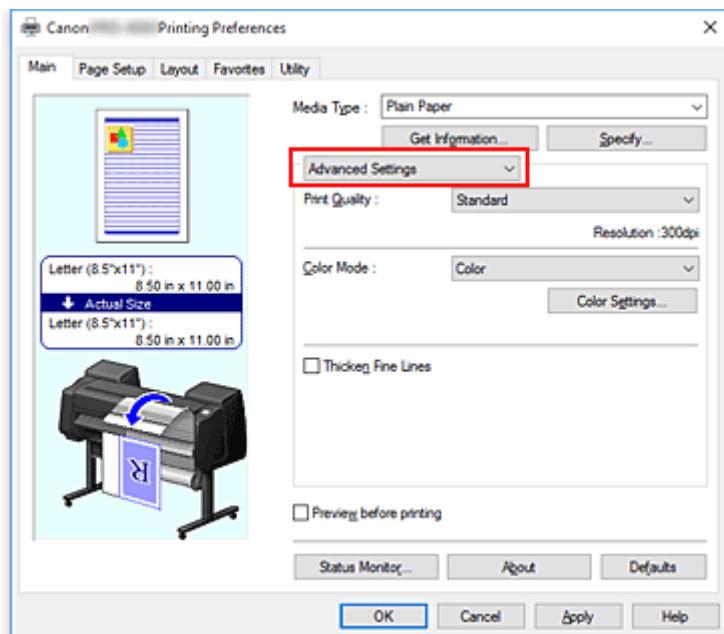 Canon Printing Preferences
Main Page Setup Layout Favorites Utility
Media Type : Plain Paper
Get Information... Specify...
Advanced Settings
Print Quality : Standard
Resolution :300dpi
Color Mode : Color
Color Settings...
Thicken Fine Lines
Letter (8.5"x11") :
8.50 in x 11.00 in
Actual Size
Letter (8.5"x11") :
8.50 in x 11.00 in
R
Preview before printing
Status Monitor... About Defaults
OK Cancel Apply Help